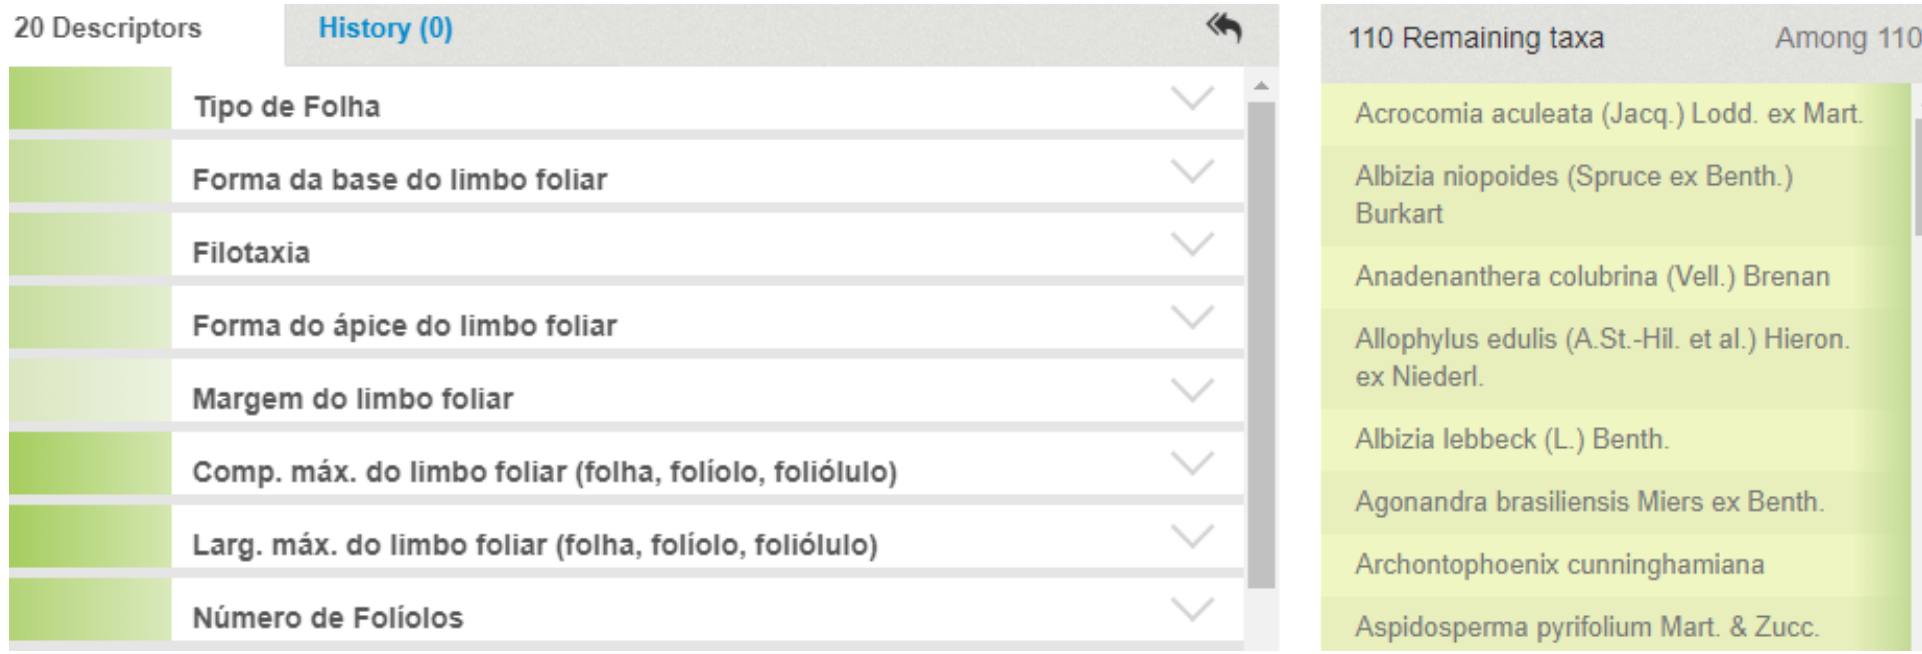 20 Descriptors
History (0)
Tipo de Folha
Forma da base do limbo foliar
Filotaxia
Forma do ápice do limbo foliar
Margem do limbo foliar
Comp. máx. do limbo foliar (folha, folíolo, foliólulo)
Larg. máx. do limbo foliar (folha, folíolo, foliólulo)
Número de Folíolos
110 Remaining taxa
Among 110
Acrocomia aculeata (Jacq.) Lodd. ex Mart.
Albizia niopoides (Spruce ex Benth.)
Burkart
Anadenanthera colubrina (Vell.) Brenan
Allophylus edulis (A.St.-Hil. et al.) Hieron.
ex Niederl.
Albizia lebbeck (L.) Benth.
Agonandra brasiliensis Miers ex Benth.
Archontophoenix cunninghamiana
Aspidosperma pyrifolium Mart. & Zucc.